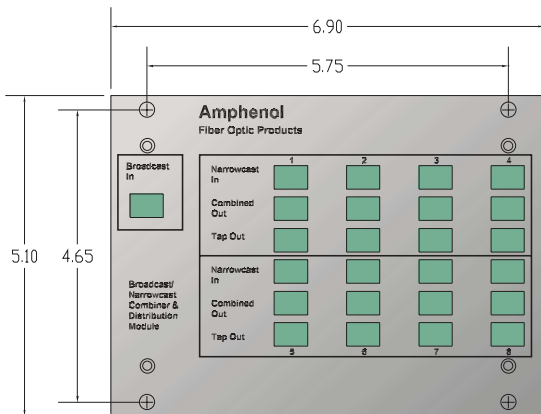 6.90
5.75
Amphenol
Fiber Optic Products
5.10
4.65
Broadcast
In
1 2 3 4
Narrowcast
In
Combined
Out
Tap Out
Narrowcast
In
Combined
Out
Tap Out
5 6 7 8
Broadcast/
Narrowcast
Combiner &
Distribution
Module